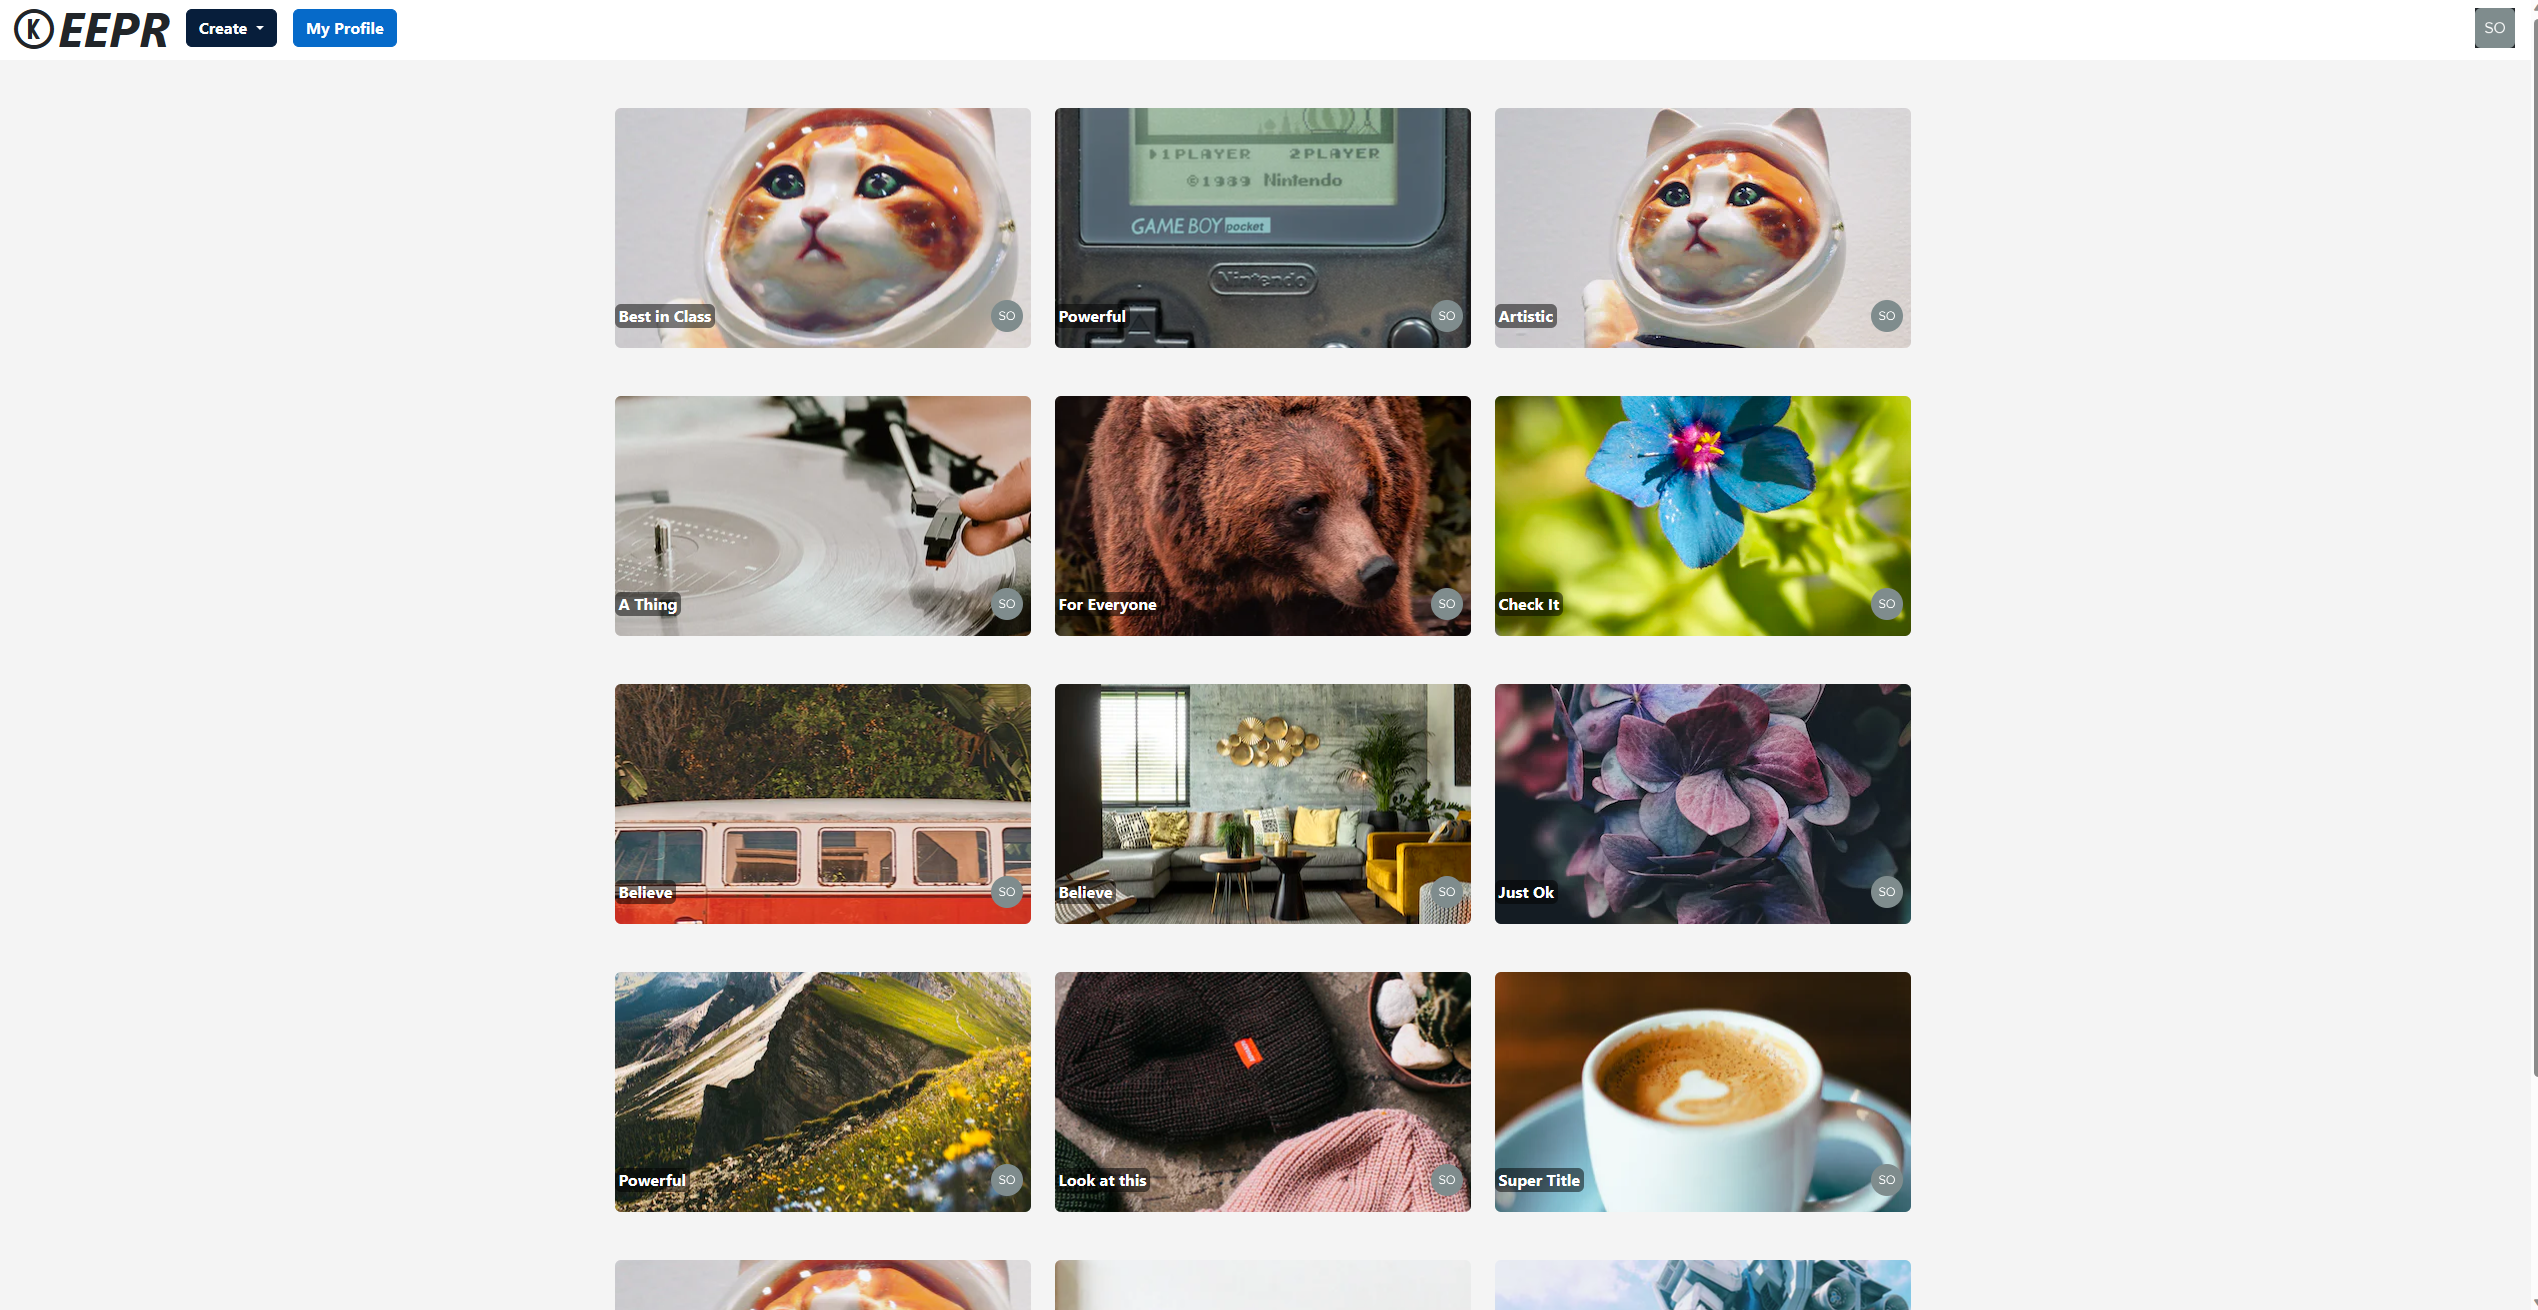 K EEPR
Create
My Profile
SO
1PLAYER 2PLAYER
©1989 Nintendo
GAME BOY pocket
Nintendo
Best in Class
SO
Powerful
SO
Artistic
SO
A Thing
SO
For Everyone
SO
Check It
SO
Believe
SO
Believe
SO
Just Ok
SO
Powerful
SO
Look at this
SO
Super Title
SO